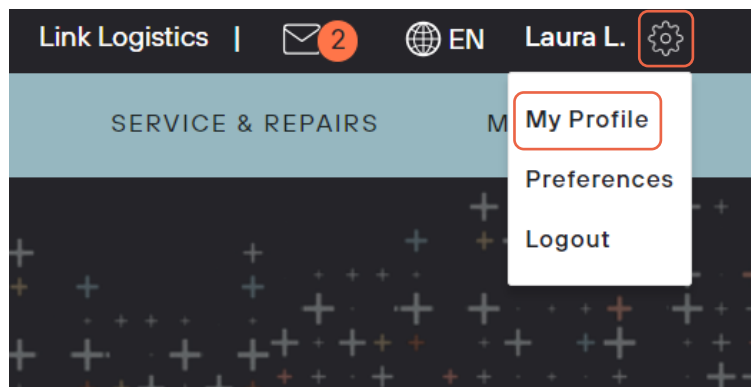 Link Logistics | 2 EN Laura L.
SERVICE & REPAIRS M
My Profile
Preferences
Logout